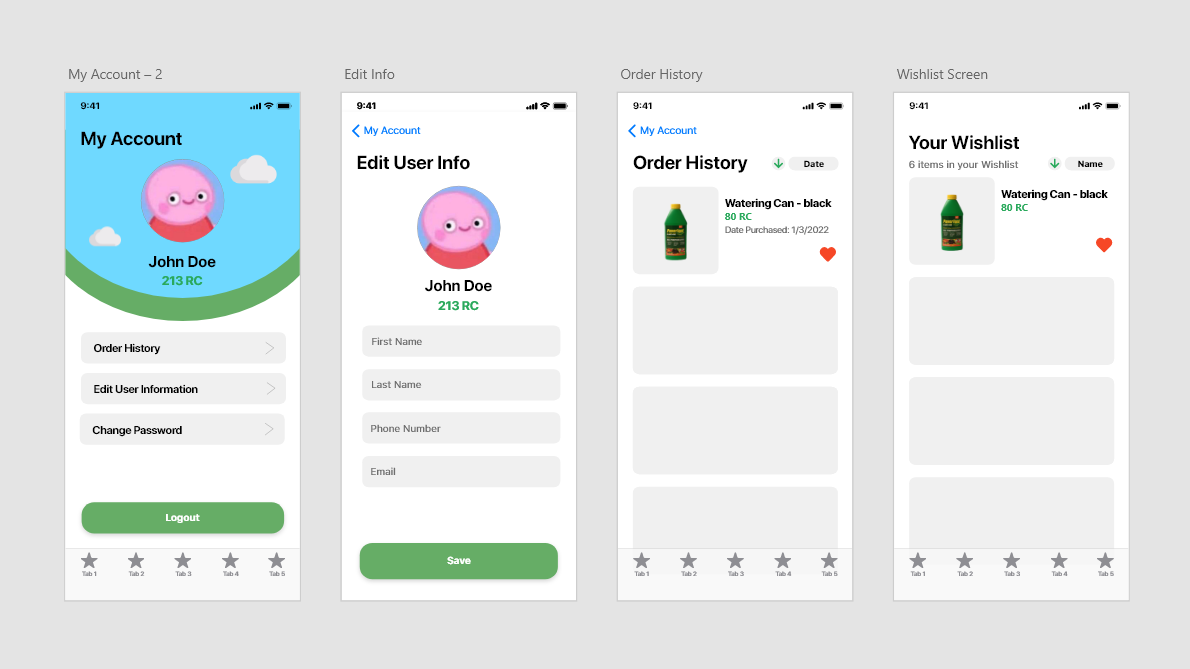 My Account – 2
9:41
My Account
John Doe
213 RC
Order History
Edit User Information
Change Password
Logout
Tab 1
Tab 2
Tab 3
Tab 4
Tab 5
Edit Info
9:41
My Account
Edit User Info
John Doe
213 RC
First Name
Last Name
Phone Number
Email
Save
Order History
9:41
My Account
Order History
Date
Watering Can - black
80 RC
Date Purchased: 1/3/2022
Tab 1
Tab 2
Tab 3
Tab 4
Tab 5
Wishlist Screen
9:41
Your Wishlist
6 items in your Wishlist
Name
Watering Can - black
80 RC
Tab 1
Tab 2
Tab 3
Tab 4
Tab 5